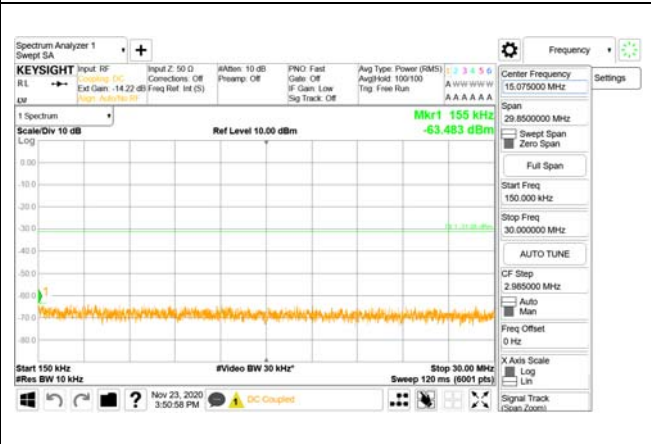 Spectrum Analyzer 1
Swept SA
Frequency
KEYSIGHT
Input: RF
Coupling: DC
Ext Gain: -14.22 dB
Align: Auto/No RF
Input Z: 50 Ω
Corrections: Off
Freq Ref: Int (S)
#Atten: 10 dB
Preamp: Off
PNO: Fast
Gate: Off
IF Gain: Low
Sig Track: Off
Avg Type: Power (RMS)
Avg|Hold: 100/100
Trig: Free Run
1 2 3 4 5 6
A W W W W W
A A A A A A
R L
Center Frequency
15.075000 MHz
Settings
1 Spectrum
Mkr1 155 kHz
Scale/Div 10 dB
Ref Level 10.00 dBm
-63.483 dBm
Log
0.00
-10.0
-20.0
-30.0
-40.0
-50.0
-60.0
-70.0
-80.0
1
Span
29.8500000 MHz
Swept Span
Zero Span
Full Span
Start Freq
150.000 kHz
Stop Freq
30.000000 MHz
AUTO TUNE
CF Step
2.985000 MHz
Auto
Man
Freq Offset
0 Hz
X Axis Scale
Log
Lin
Signal Track
(Span Zoom)
Start 150 kHz
#Video BW 30 kHz*
Stop 30.00 MHz
#Res BW 10 kHz
Sweep 120 ms (6001 pts)
?
Nov 23, 2020
3:50:58 PM
1
DC Coupled